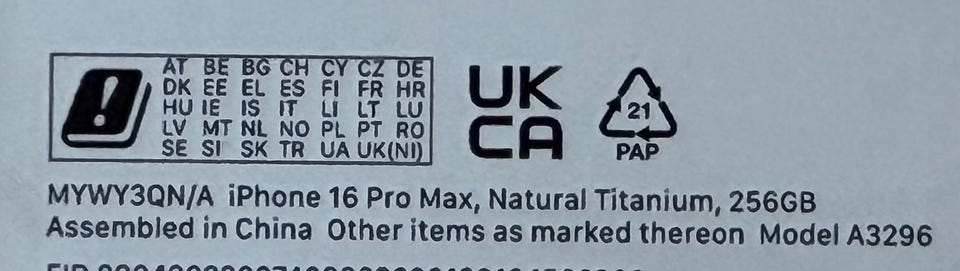 AT BE BG CH CY CZ DE
DK EE EL ES FI FR HR
HU IE IS IT LI LT LU
LV MT NL NO PL PT RO
SE SI SK TR UA UK(NI)
UK
CA
21
PAP
MYWY3QN/A iPhone 16 Pro Max, Natural Titanium, 256GB
Assembled in China Other items as marked thereon Model A3296